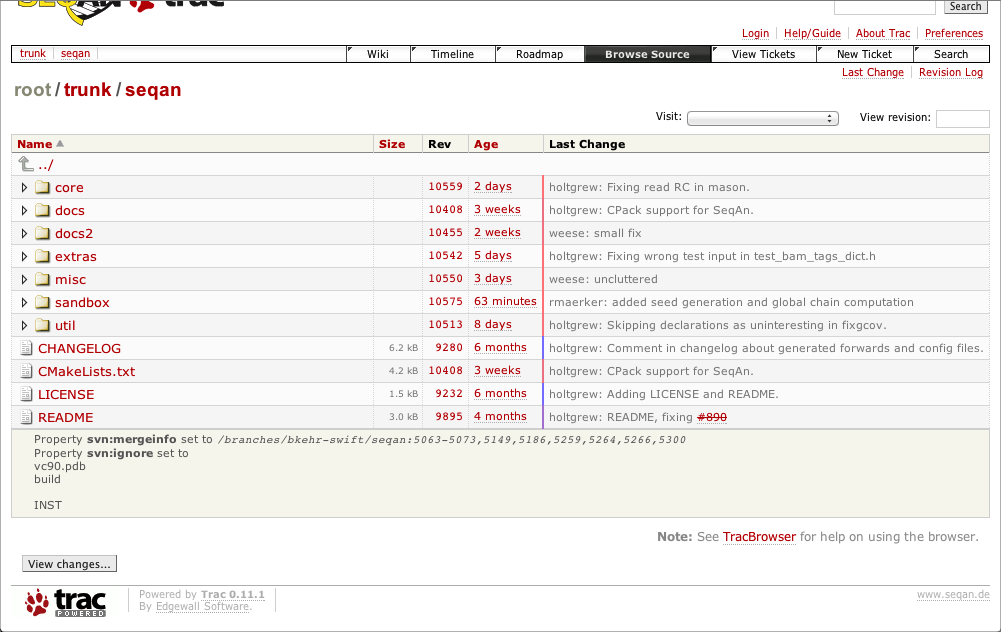 SEQAN trac
Search
Login Help/Guide About Trac Preferences
trunk seqan Wiki Timeline Roadmap Browse Source View Tickets New Ticket Search
Last Change Revision Log
root/trunk/seqan
Visit: View revision:
Name Size Rev Age Last Change
../
core 10559 2 days holtgrew: Fixing read RC in mason.
docs 10408 3 weeks holtgrew: CPack support for SeqAn.
docs2 10455 2 weeks weese: small fix
extras 10542 5 days holtgrew: Fixing wrong test input in test_bam_tags_dict.h
misc 10550 3 days weese: uncluttered
sandbox 10575 63 minutes rmaerker: added seed generation and global chain computation
util 10513 8 days holtgrew: Skipping declarations as uninteresting in fixgcov.
CHANGELOG 6.2 kB 9280 6 months holtgrew: Comment in changelog about generated forwards and config files.
CMakeLists.txt 4.2 kB 10408 3 weeks holtgrew: CPack support for SeqAn.
LICENSE 1.5 kB 9232 6 months holtgrew: Adding LICENSE and README.
README 3.0 kB 9895 4 months holtgrew: README, fixing #890
Property svn:mergeinfo set to /branches/bkehr-swift/seqan:5063-5073,5149,5186,5259,5264,5266,5300
Property svn:ignore set to
vc90.pdb
build
INST
Note: See TracBrowser for help on using the browser.
View changes...
trac POWERED
Powered by Trac 0.11.1
By Edgewall Software.
www.seqan.de